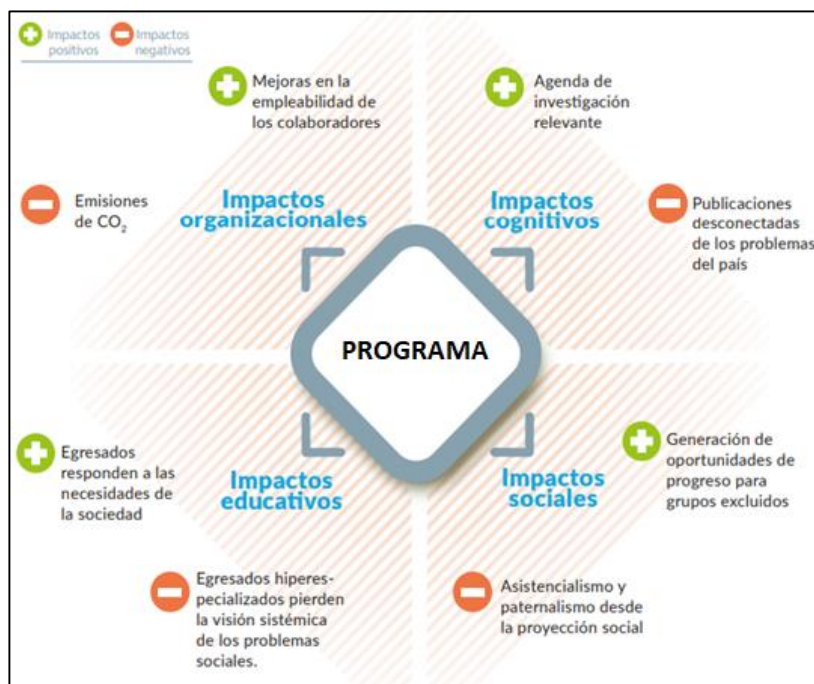 Impactos
positivos
Impactos
negativos
Mejoras en la
empleabilidad de
los colaboradores
Agenda de
investigación
relevante
Emisiones
de CO₂
Impactos
organizacionales
Impactos
cognitivos
Publicaciones
desconectadas
de los problemas
del país
PROGRAMA
Egresados
responden a las
necesidades de
la sociedad
Impactos
educativos
Impactos
sociales
Generación de
oportunidades de
progreso para
grupos excluidos
Egresados hiperes-
pecializados pierden
la visión sistémica
de los problemas
sociales.
Asistencialismo y
paternalismo desde
la proyección social